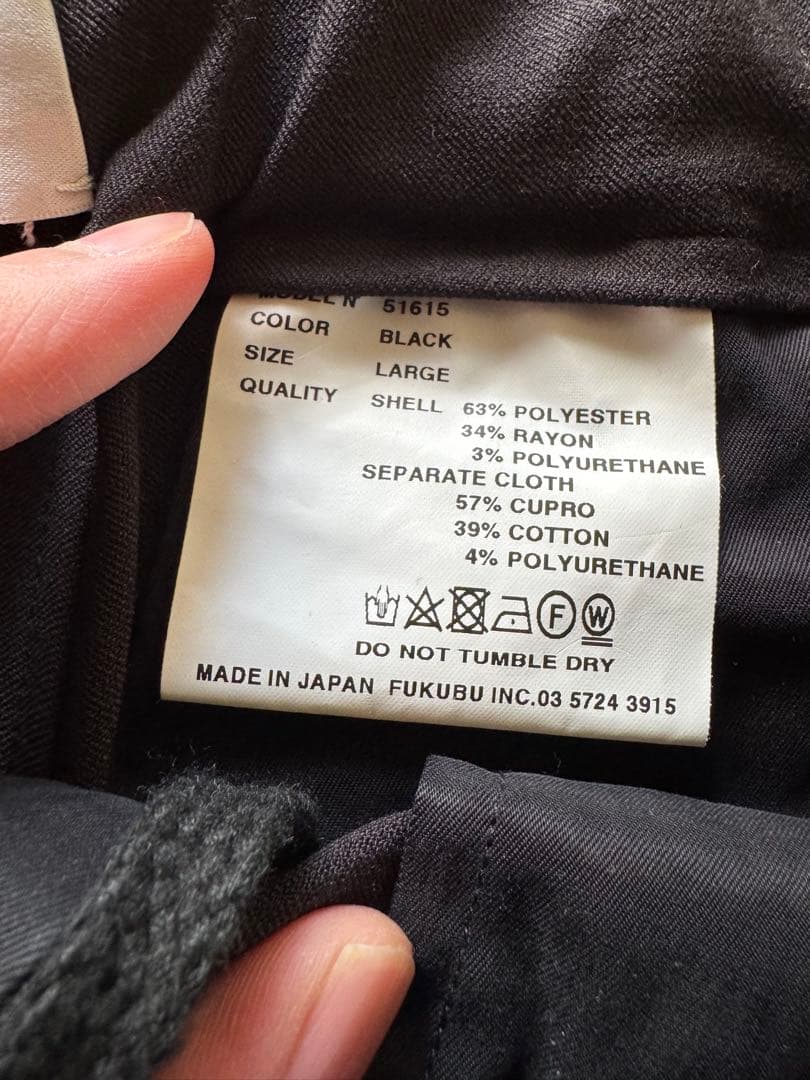 MODEL N 51615
COLOR BLACK
SIZE LARGE
QUALITY SHELL 63% POLYESTER
34% RAYON
3% POLYURETHANE
SEPARATE CLOTH
57% CUPRO
39% COTTON
4% POLYURETHANE
F W
DO NOT TUMBLE DRY
MADE IN JAPAN FUKUBU INC.03 5724 3915